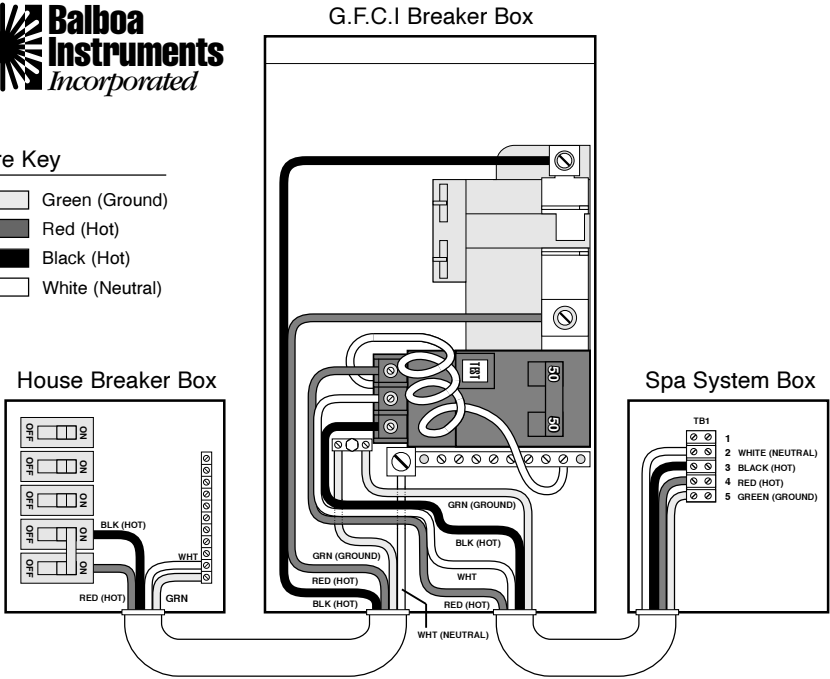 G.F.C.I Breaker Box
Balboa
Instruments
Incorporated
re Key
Green (Ground)
Red (Hot)
Black (Hot)
White (Neutral)
TBT
50
50
House Breaker Box
OFF ON
OFF ON
OFF ON
OFF ON
OFF ON
BLK (HOT)
WHT
RED (HOT)
GRN
GRN (GROUND)
BLK (HOT)
GRN (GROUND)
WHT
RED (HOT)
RED (HOT)
BLK (HOT)
WHT (NEUTRAL)
Spa System Box
TB1
1
2 WHITE (NEUTRAL)
3 BLACK (HOT)
4 RED (HOT)
5 GREEN (GROUND)